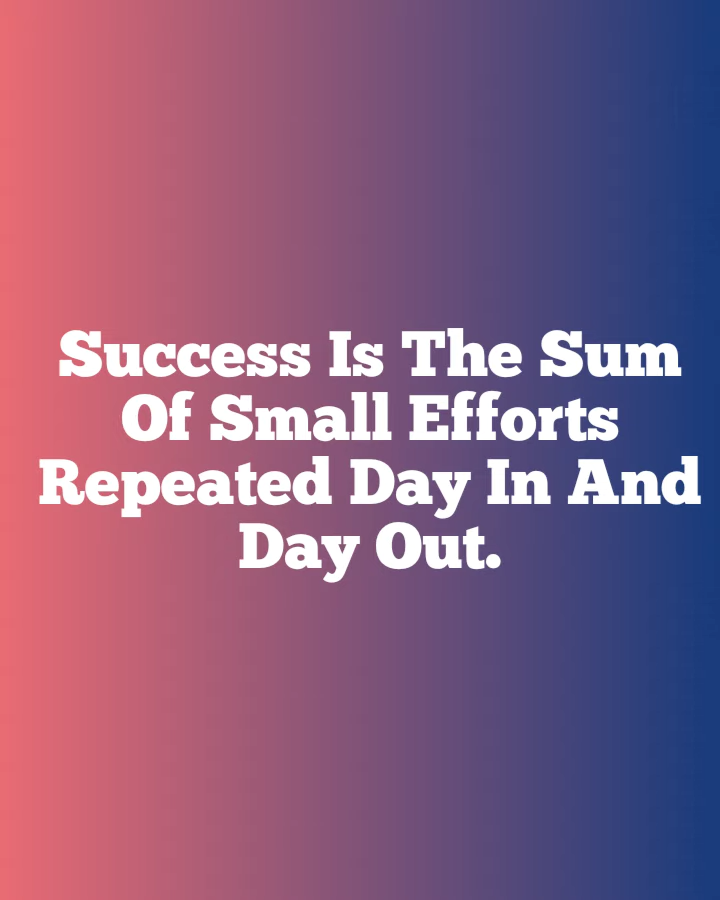 Success Is The Sum
Of Small Efforts
Repeated Day In And
Day Out.